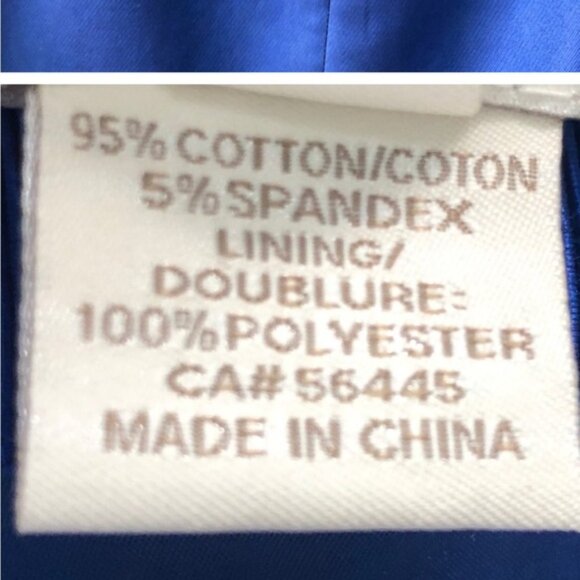 95% COTTON/COTON
5% SPANDEX
LINING/
DOUBLURE:
100% POLYESTER
CA# 56445
MADE IN CHINA